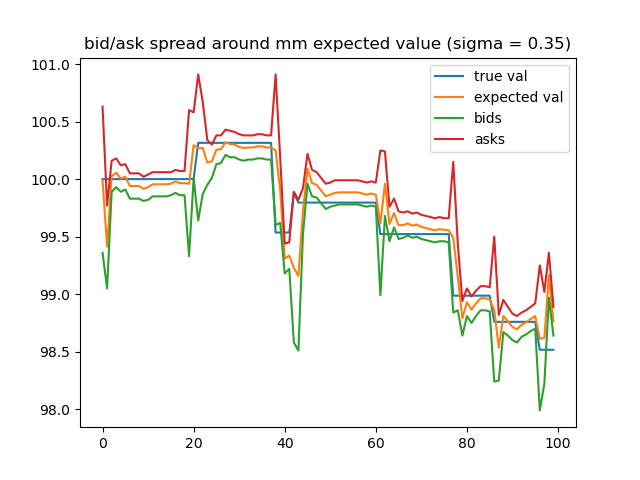 bid/ask spread around mm expected value (sigma = 0.35)
101.0
100.5
100.0
99.5
99.0
98.5
98.0
true val
expected val
bids
asks
0 20 40 60 80 100